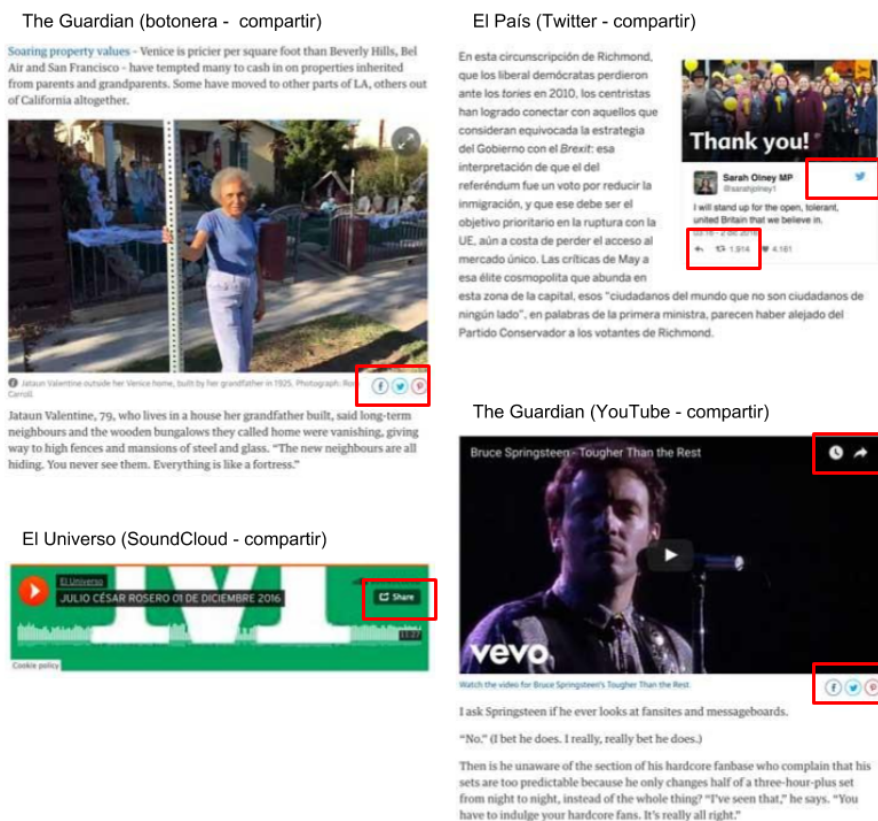 The Guardian (botonera -  compartir)
Soaring property values - Venice is pricier per square foot than Beverly Hills, Bel
Air and San Francisco - have tempted many to cash in on properties inherited
from parents and grandparents. Some have moved to other parts of LA, others out
of California altogether.
Jataun Valentine outside her Venice home, built by her grandfather in 1925. Photograph:
Carroll
Jataun Valentine, 79, who lives in a house her grandfather built, said long-term
neighbours and the wooden bungalows they called home were vanishing, giving
way to high fences and mansions of steel and glass. “The new neighbours are all
hiding. You never see them. Everything is like a fortress.”
El Universo (SoundCloud - compartir)
El Universo
JULIO CÉSAR ROSERO 01 DE DICIEMBRE 2016
Share
11:27
Cookie policy
El País (Twitter - compartir)
En esta circunscripción de Richmond,
que los liberal demócratas perdieron
ante los tories en 2010, los centristas
han logrado conectar con aquellos que
consideran equivocada la estrategia
del Gobierno con el Brexit: esa
interpretación de que el del
referéndum fue un voto por reducir la
inmigración, y que ese debe ser el
objetivo prioritario en la ruptura con la
UE, aún a costa de perder el acceso al
mercado único. Las críticas de May a
esa élite cosmopolita que abunda en
esta zona de la capital, esos "ciudadanos del mundo que no son ciudadanos de
ningún lado", en palabras de la primera ministra, parecen haber alejado del
Partido Conservador a los votantes de Richmond.
Thank you!
Sarah Olney MP
@sarahjolney1
I will stand up for the open, tolerant,
united Britain that we believe in.
1.914 4.161
The Guardian (YouTube - compartir)
Bruce Springsteen - Tougher Than the Rest
vevo
Watch the video for Bruce Springsteen's Tougher Than the Rest.
I ask Springsteen if he ever looks at fansites and messageboards.
“No.” (I bet he does. I really, really bet he does.)
Then is he unaware of the section of his hardcore fanbase who complain that his
sets are too predictable because he only changes half of a three-hour-plus set
from night to night, instead of the whole thing? “I’ve seen that,” he says. “You
have to indulge your hardcore fans. It’s really all right.”